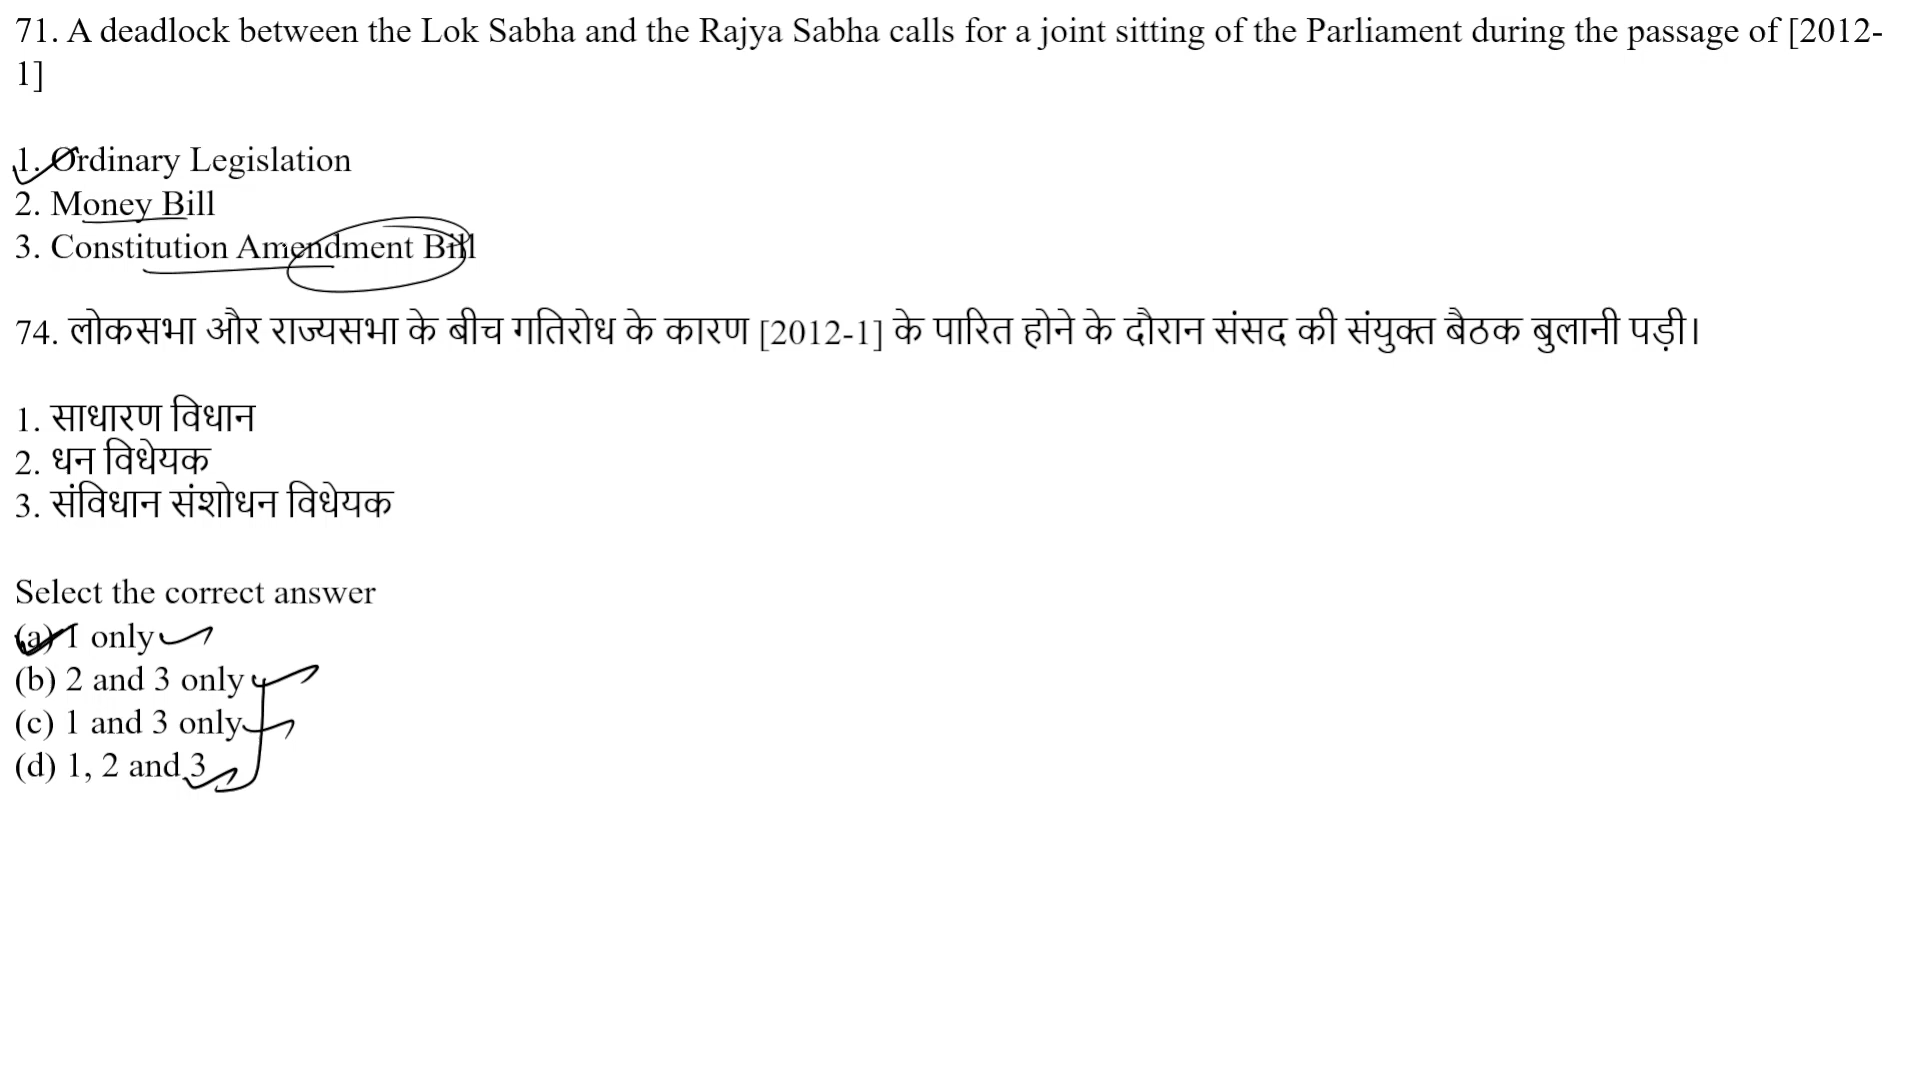 71. A deadlock between the Lok Sabha and the Rajya Sabha calls for a joint sitting of the Parliament during the passage of [2012-
1]
1. Ordinary Legislation
2. Money Bill
3. Constitution Amendment Bill
74. लोकसभा और राज्यसभा के बीच गतिरोध के कारण [2012-1] के पारित होने के दौरान संसद की संयुक्त बैठक बुलानी पड़ी।
1. साधारण विधान
2. धन विधेयक
3. संविधान संशोधन विधेयक
Select the correct answer
(a) 1 only
(b) 2 and 3 only
(c) 1 and 3 only
(d) 1, 2 and 3